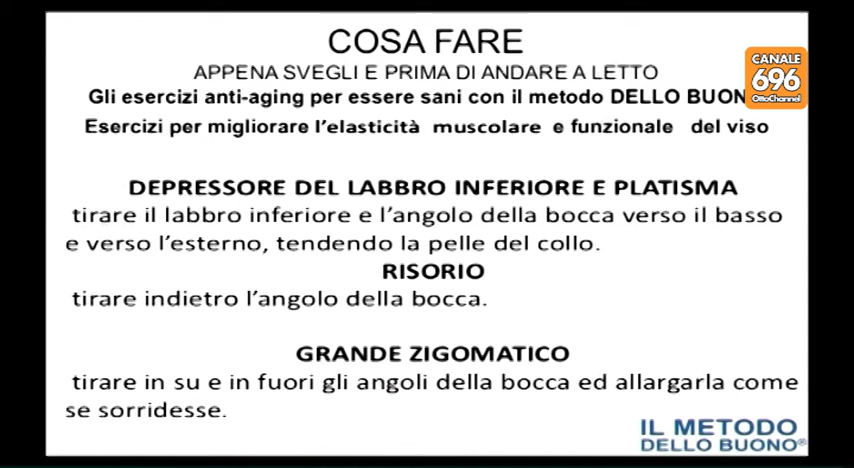 COSA FARE
APPENA SVEGLI E PRIMA DI ANDARE A LETTO
Gli esercizi anti-aging per essere sani con il metodo DELLO BUON
Esercizi per migliorare l'elasticità muscolare e funzionale del viso
CANALE
696
OttoChannel
DEPRESSORE DEL LABBRO INFERIORE E PLATISMA
tirare il labbro inferiore e l'angolo della bocca verso il basso
e verso l'esterno, tendendo la pelle del collo.
RISORIO
tirare indietro l'angolo della bocca.
GRANDE ZIGOMATICO
tirare in su e in fuori gli angoli della bocca ed allargarla come
se sorridesse.
IL METODO
DELLO BUONO®